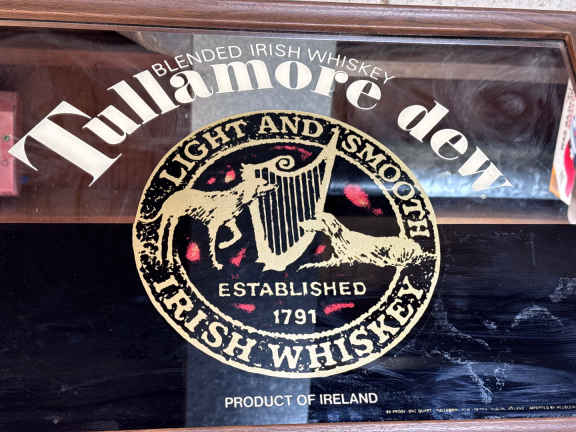 BLENDED IRISH WHISKEY
Tullamore dew
LIGHT AND SMOOTH
ESTABLISHED
1791
IRISH WHISKEY
PRODUCT OF IRELAND